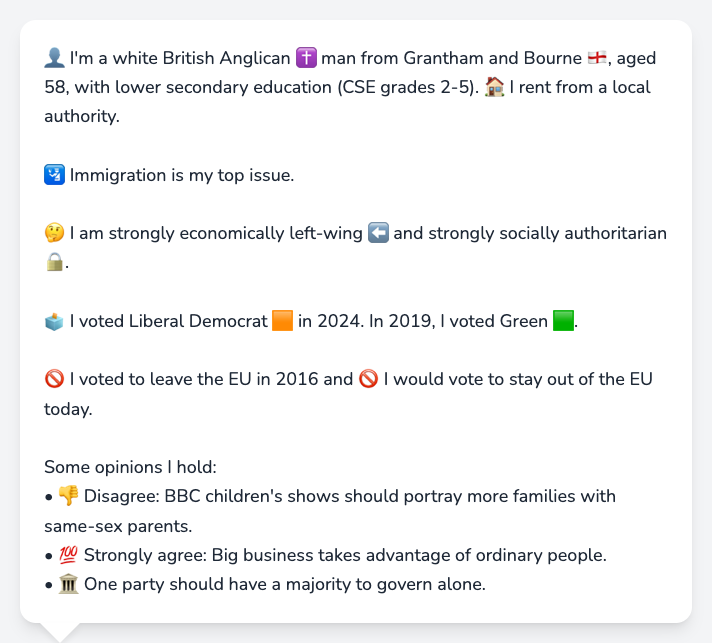 👤 I'm a white British Anglican ✝️ man from Grantham and Bourne 🏴󠁧󠁢󠁥󠁮󠁧󠁿, aged
58, with lower secondary education (CSE grades 2-5). 🏠 I rent from a local
authority.
🛂 Immigration is my top issue.
🤔 I am strongly economically left-wing ⬅️ and strongly socially authoritarian
🔒.
🗳️ I voted Liberal Democrat 🟧 in 2024. In 2019, I voted Green 🟩.
🚫 I voted to leave the EU in 2016 and 🚫 I would vote to stay out of the EU
today.
Some opinions I hold:
• 👎 Disagree: BBC children's shows should portray more families with
same-sex parents.
• 💯 Strongly agree: Big business takes advantage of ordinary people.
• 🏛️ One party should have a majority to govern alone.